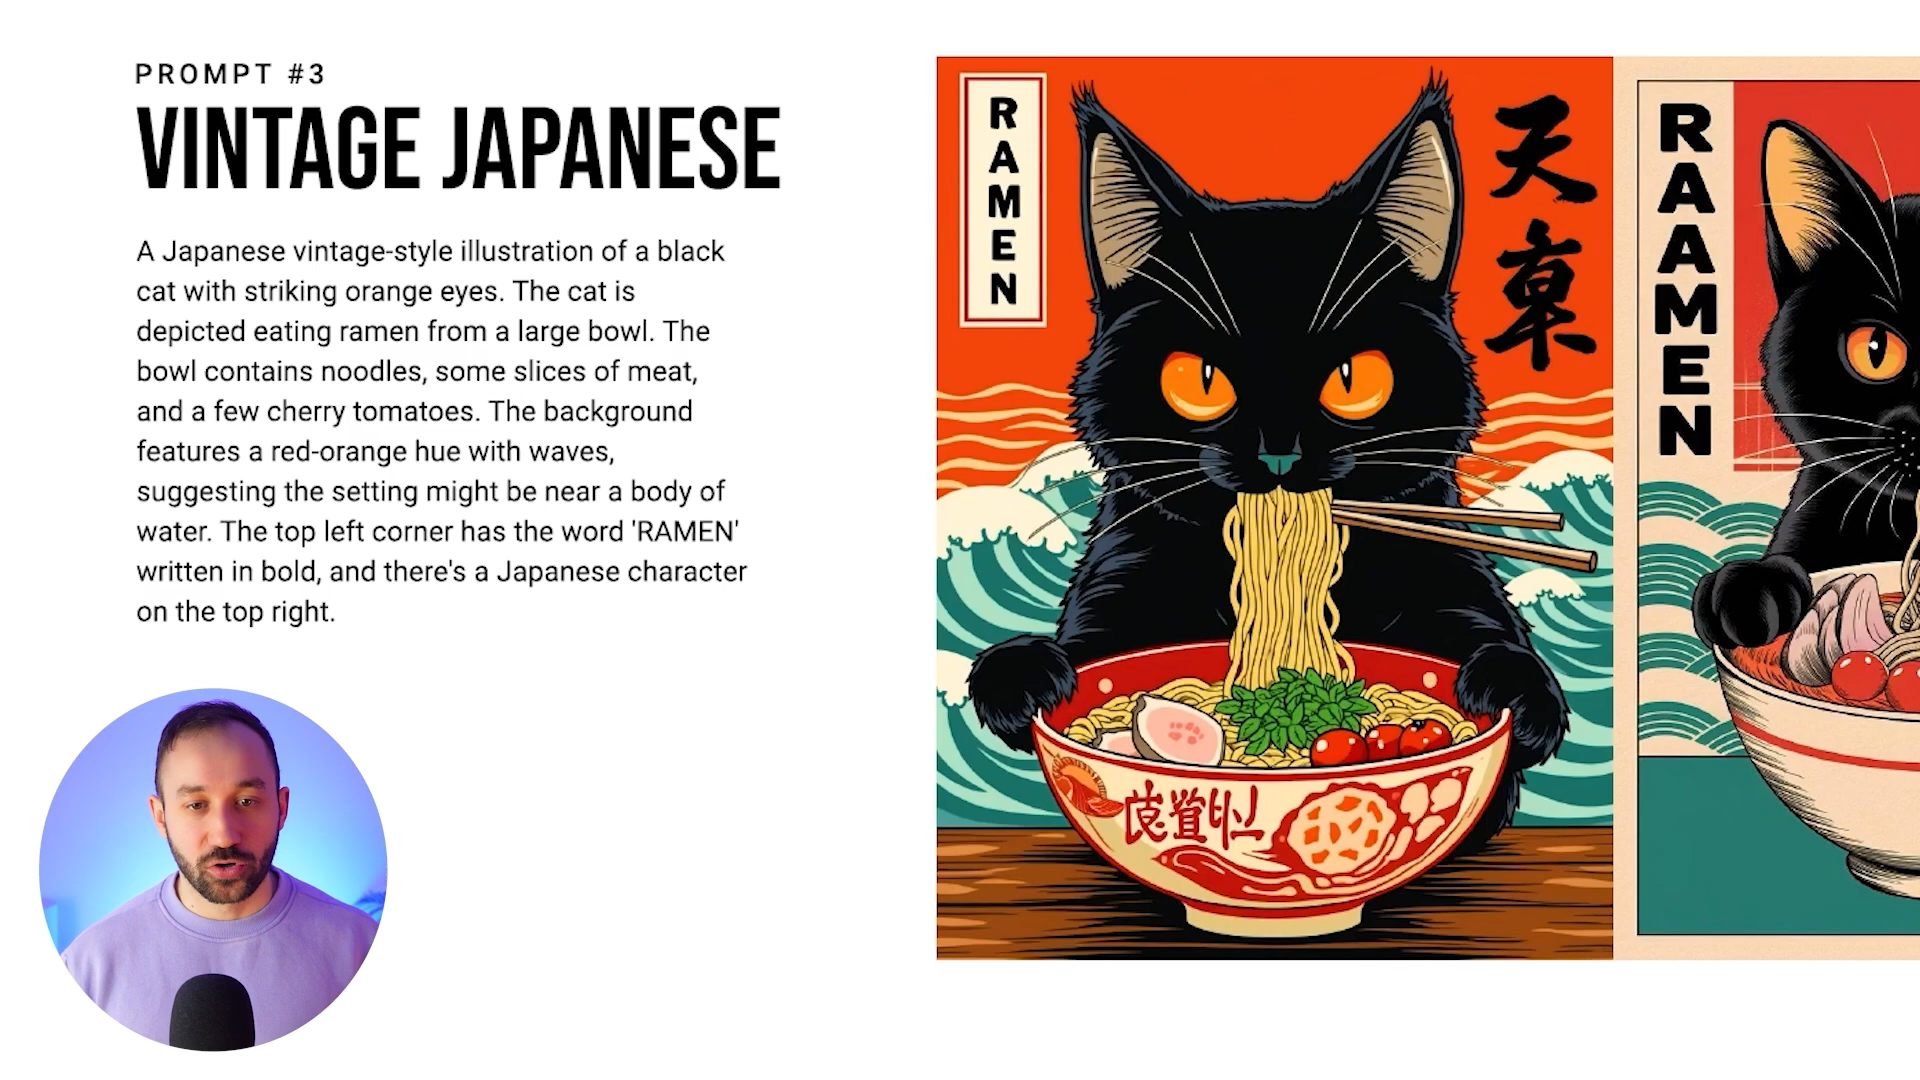 PROMPT #3
VINTAGE JAPANESE
A Japanese vintage-style illustration of a black
cat with striking orange eyes. The cat is
depicted eating ramen from a large bowl. The
bowl contains noodles, some slices of meat,
and a few cherry tomatoes. The background
features a red-orange hue with waves,
suggesting the setting might be near a body of
water. The top left corner has the word 'RAMEN'
written in bold, and there's a Japanese character
on the top right.
RAMEN
天
RAAMEN